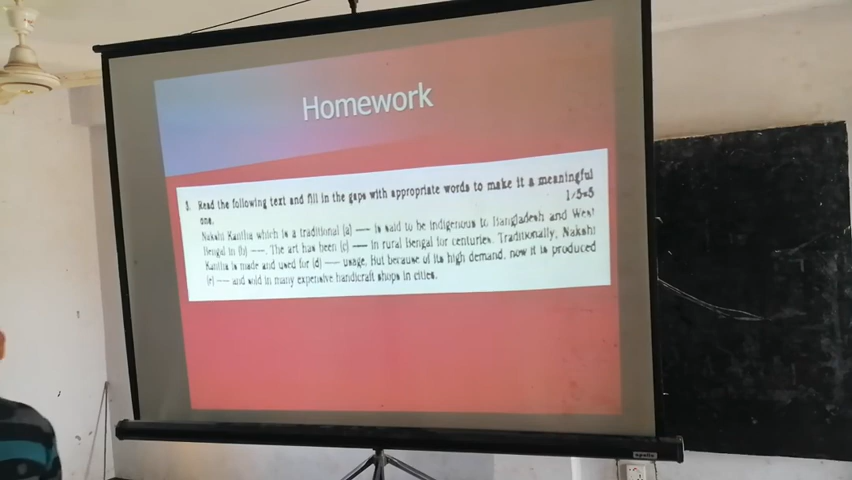 Homework
3. Read the following text and fill in the gaps with appropriate words to make it a meaningful
one. 1×5=5
Nakshi Kantha which is a traditional (a) — is said to be indigenous to Bangladesh and West
Bengal in (b) —. The art has been (c) — in rural Bengal for centuries. Traditionally, Nakshi
Kantha is made and used for (d) — usage. But because of its high demand, now it is produced
(e) — and sold in many expensive handicraft shops in cities.